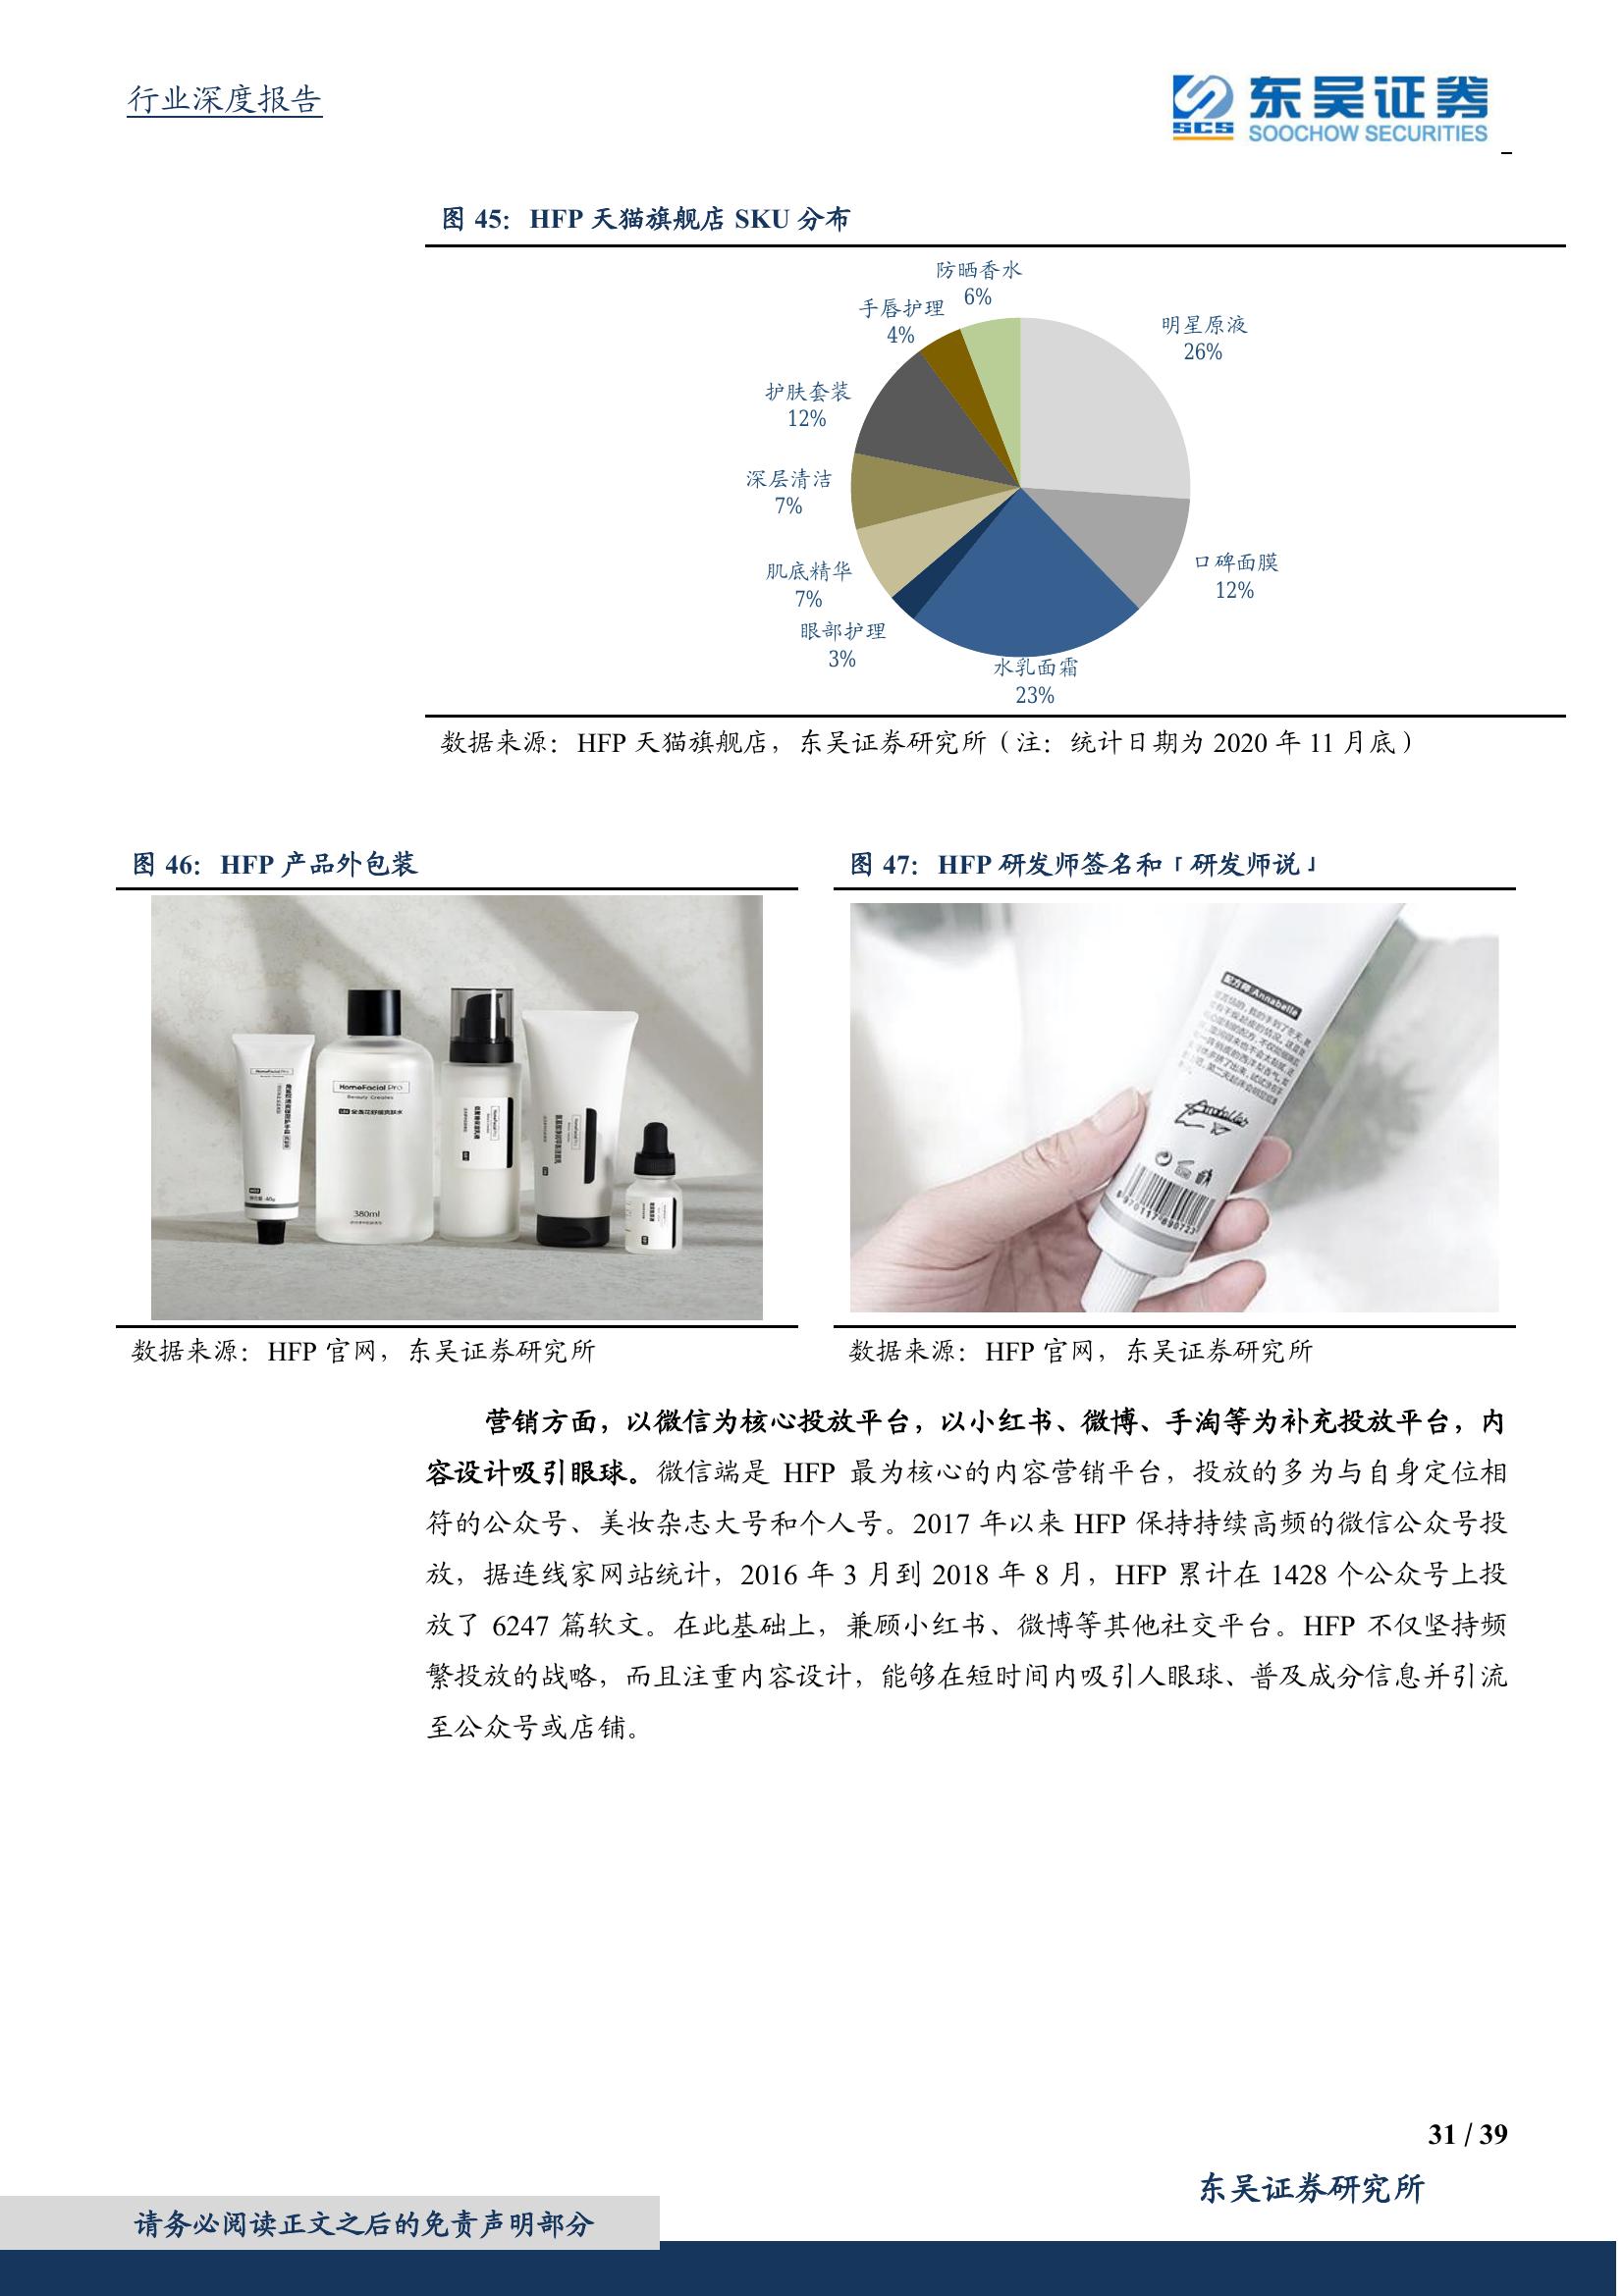 行业深度报告
SCS
东吴证券
SOOCHOW SECURITIES
图 45：HFP 天猫旗舰店 SKU 分布
防晒香水
6%
手唇护理
4%
明星原液
26%
护肤套装
12%
深层清洁
7%
口碑面膜
12%
肌底精华
7%
眼部护理
3%
水乳面霜
23%
数据来源：HFP 天猫旗舰店，东吴证券研究所（注：统计日期为 2020 年 11 月底）
图 46：HFP 产品外包装
HomeFacial Pro
Beauty Creates
380ml
数据来源：HFP 官网，东吴证券研究所
图 47：HFP 研发师签名和「研发师说」
配方师 Annabelle
数据来源：HFP 官网，东吴证券研究所
营销方面，以微信为核心投放平台，以小红书、微博、手淘等为补充投放平台，内
容设计吸引眼球。微信端是 HFP 最为核心的内容营销平台，投放的多为与自身定位相
符的公众号、美妆杂志大号和个人号。2017 年以来 HFP 保持持续高频的微信公众号投
放，据连线家网站统计，2016 年 3 月到 2018 年 8 月，HFP 累计在 1428 个公众号上投
放了 6247 篇软文。在此基础上，兼顾小红书、微博等其他社交平台。HFP 不仅坚持频
繁投放的战略，而且注重内容设计，能够在短时间内吸引人眼球、普及成分信息并引流
至公众号或店铺。
31 / 39
东吴证券研究所
请务必阅读正文之后的免责声明部分